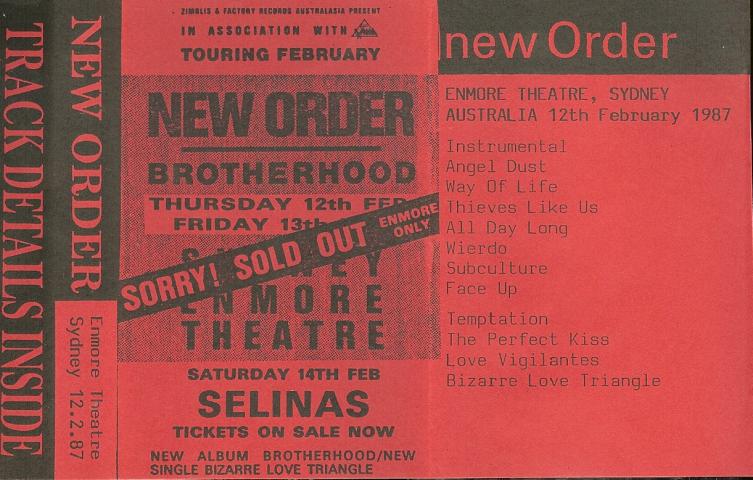 TRACK DETAILS INSIDE
NEW ORDER
Enmore Theatre
Sydney 12.2.87
ZIMBLIS & FACTORY RECORDS AUSTRALASIA PRESENT
IN ASSOCIATION WITH
TOURING FEBRUARY
NEW ORDER
BROTHERHOOD
THURSDAY 12th FEB
FRIDAY 13th
SORRY! SOLD OUT ENMORE ONLY
SYDNEY
ENMORE
THEATRE
SATURDAY 14TH FEB
SELINAS
TICKETS ON SALE NOW
NEW ALBUM BROTHERHOOD/NEW
SINGLE BIZARRE LOVE TRIANGLE
new Order
ENMORE THEATRE, SYDNEY
AUSTRALIA 12th February 1987
Instrumental
Angel Dust
Way Of Life
Thieves Like Us
All Day Long
Wierdo
Subculture
Face Up
Temptation
The Perfect Kiss
Love Vigilantes
Bizarre Love Triangle